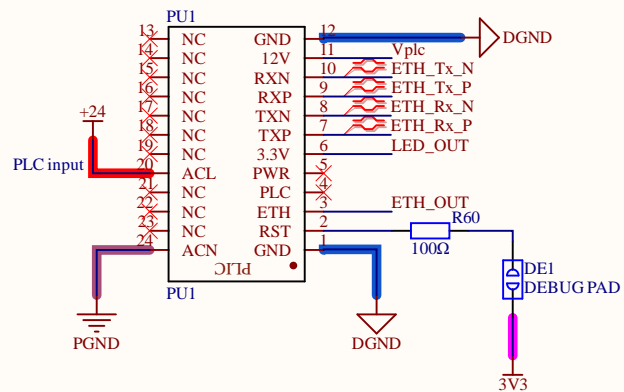 PU1
13 NC GND 12 DGND
14 NC 12V 11 Vplc
15 NC RXN 10 ETH_Tx_N
16 NC RXP 9 ETH_Tx_P
17 NC TXN 8 ETH_Rx_N
18 NC TXP 7 ETH_Rx_P
19 NC 3.3V 6 LED_OUT
+24
PLC input
20 ACL PWR 5
21 NC PLC 4
22 NC ETH 3 ETH_OUT
23 NC RST 2 R60
100Ω
24 ACN GND 1
PLIC
PU1
DE1
DEBUG PAD
PGND
DGND
3V3